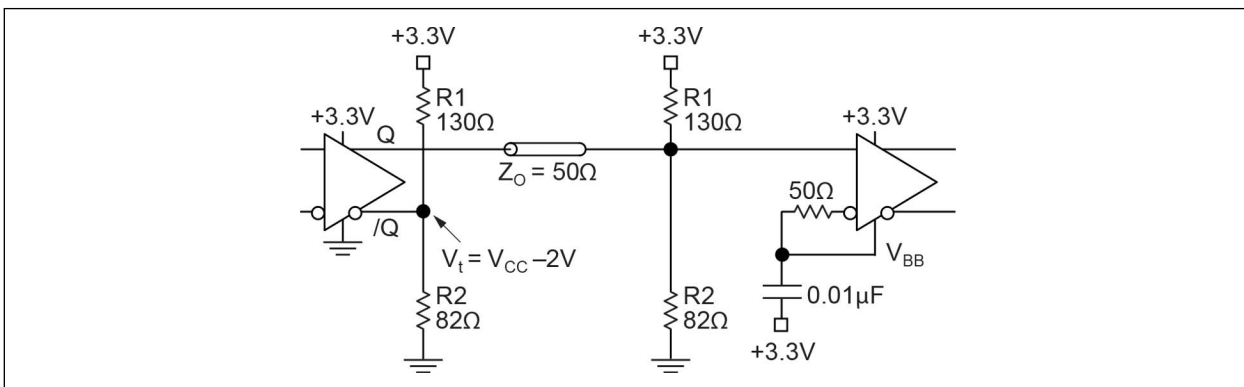 +3.3V
+3.3V
R1
130Ω
R1
130Ω
+3.3V
Q
+3.3V
Z_O = 50Ω
50Ω
/Q
V_t = V_CC –2V
V_BB
R2
82Ω
R2
82Ω
0.01µF
+3.3V